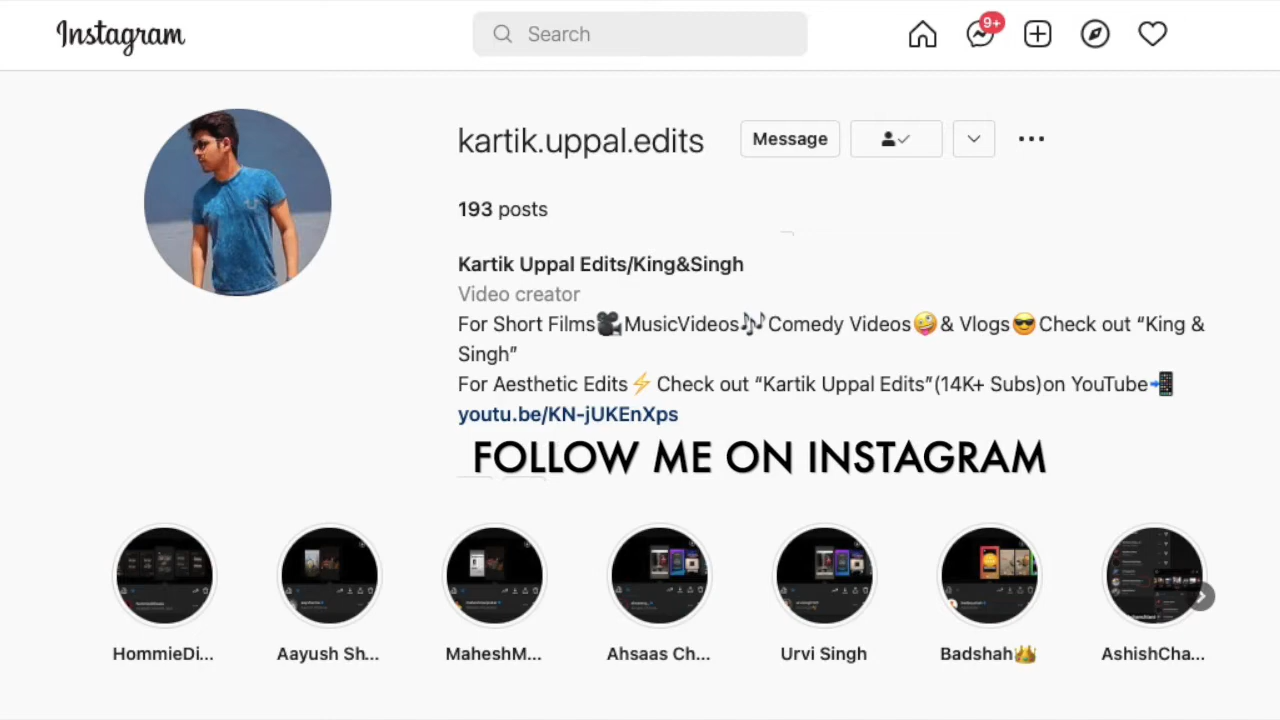 Instagram
Search
9+
kartik.uppal.edits
Message
193 posts
Kartik Uppal Edits/King&Singh
Video creator
For Short Films🎥MusicVideos🎶Comedy Videos🤪& Vlogs😎Check out “King &
Singh”
For Aesthetic Edits⚡Check out “Kartik Uppal Edits”(14K+ Subs)on YouTube📲
youtu.be/KN-jUKEnXps
FOLLOW ME ON INSTAGRAM
HommieDi...
Aayush Sh...
MaheshM...
Ahsaas Ch...
Urvi Singh
Badshah👑
AshishCha...